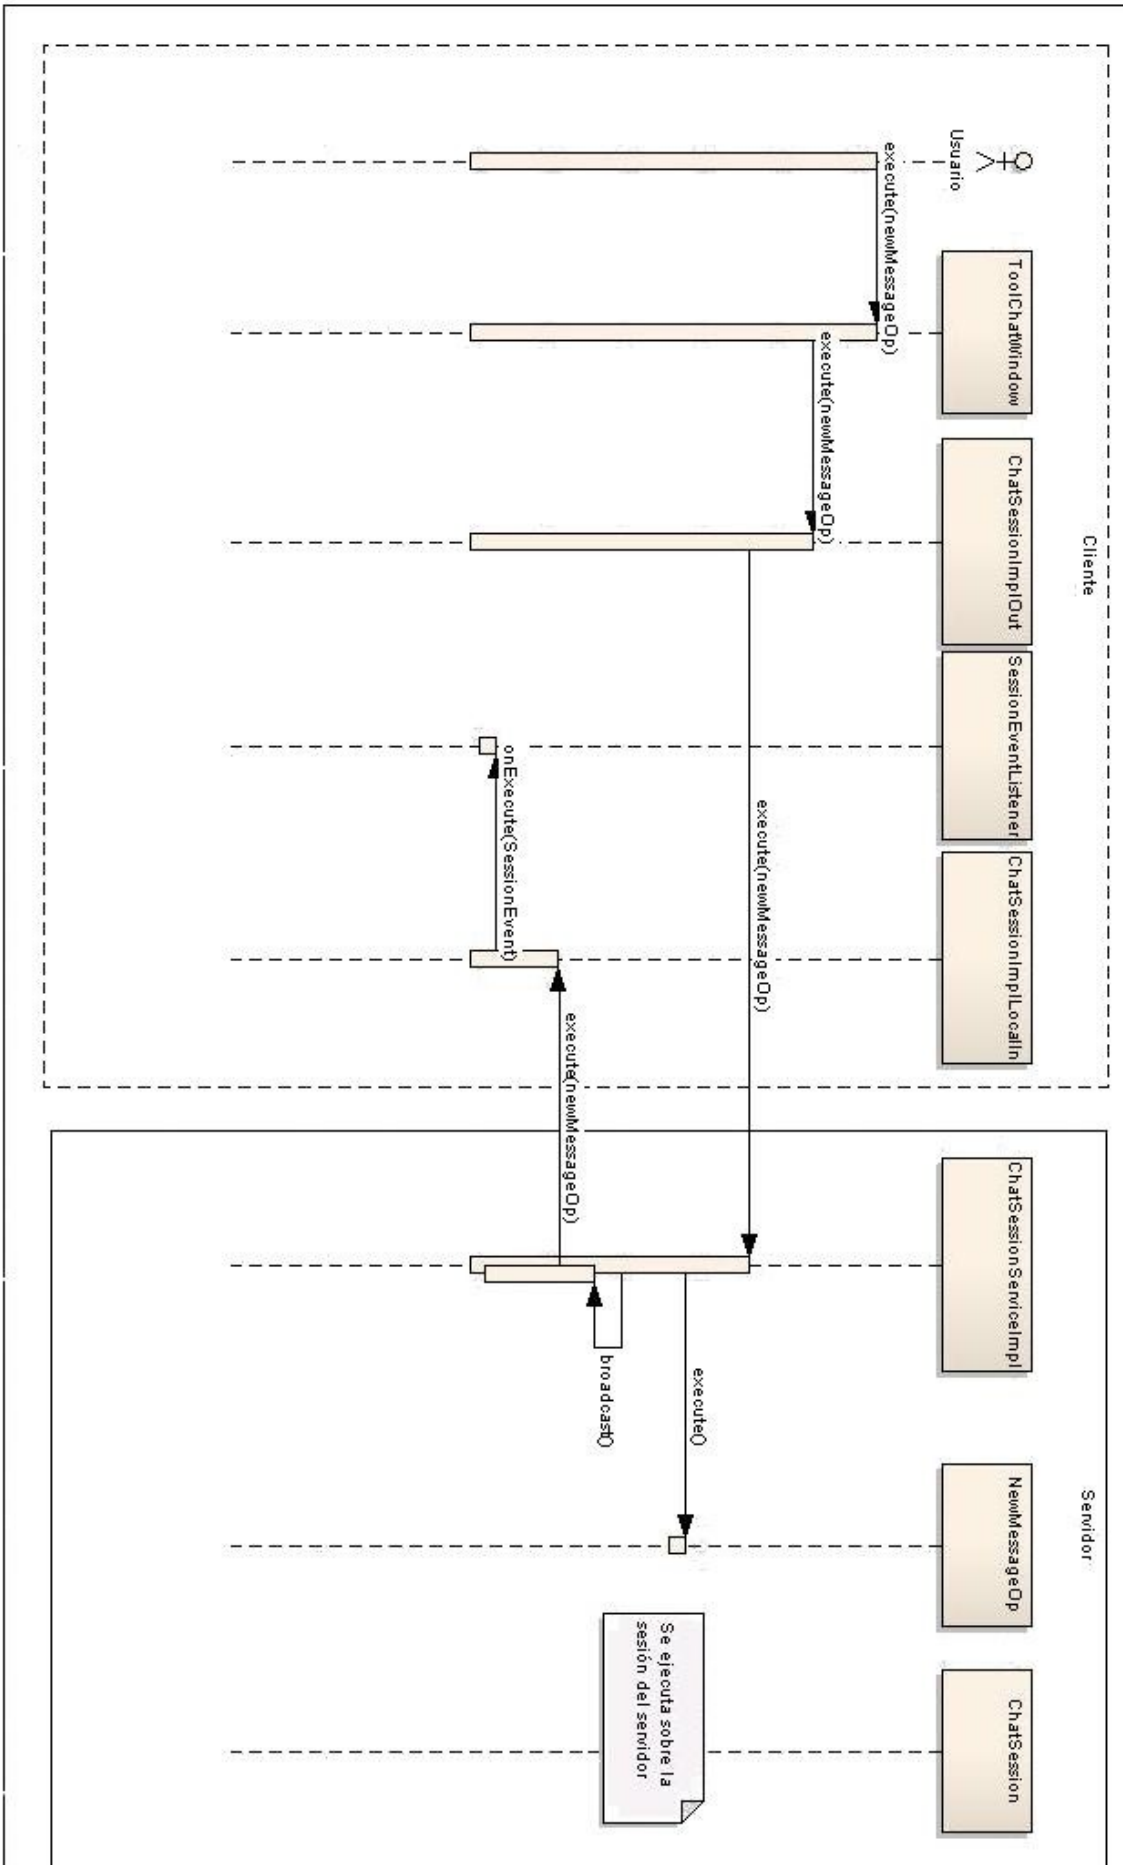 Cliente
Servidor
Usuario
ToolChatWindow
ChatSessionImplOut
SessionEventListener
ChatSessionImplLocalIn
ChatSessionServiceImpl
NewMessageOp
ChatSession
execute(newMessageOp)
execute(newMessageOp)
execute(newMessageOp)
execute()
Se ejecuta sobre la
sesión del servidor
broadcast()
execute(newMessageOp)
onExecute(SessionEvent)